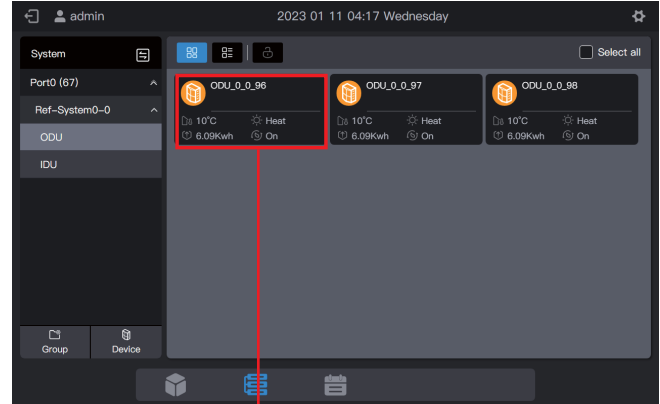 admin
2023 01 11 04:17 Wednesday
System
Select all
Port0 (67)
Ref-System0-0
ODU
IDU
ODU_0_0_96
10°C
Heat
6.09Kwh
On
ODU_0_0_97
10°C
Heat
6.09Kwh
On
ODU_0_0_98
10°C
Heat
6.09Kwh
On
Group
Device